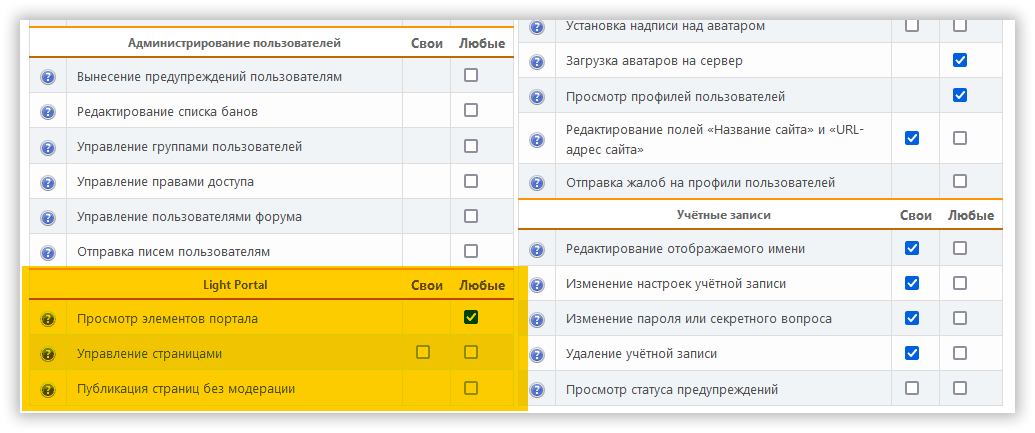 Администрирование пользователей Свои Любые
Вынесение предупреждений пользователям
Редактирование списка банов
Управление группами пользователей
Управление правами доступа
Управление пользователями форума
Отправка писем пользователям
Light Portal Свои Любые
Просмотр элементов портала
Управление страницами
Публикация страниц без модерации
Установка надписи над аватаром
Загрузка аватаров на сервер
Просмотр профилей пользователей
Редактирование полей «Название сайта» и «URL-
адрес сайта»
Отправка жалоб на профили пользователей
Учётные записи Свои Любые
Редактирование отображаемого имени
Изменение настроек учётной записи
Изменение пароля или секретного вопроса
Удаление учётной записи
Просмотр статуса предупреждений